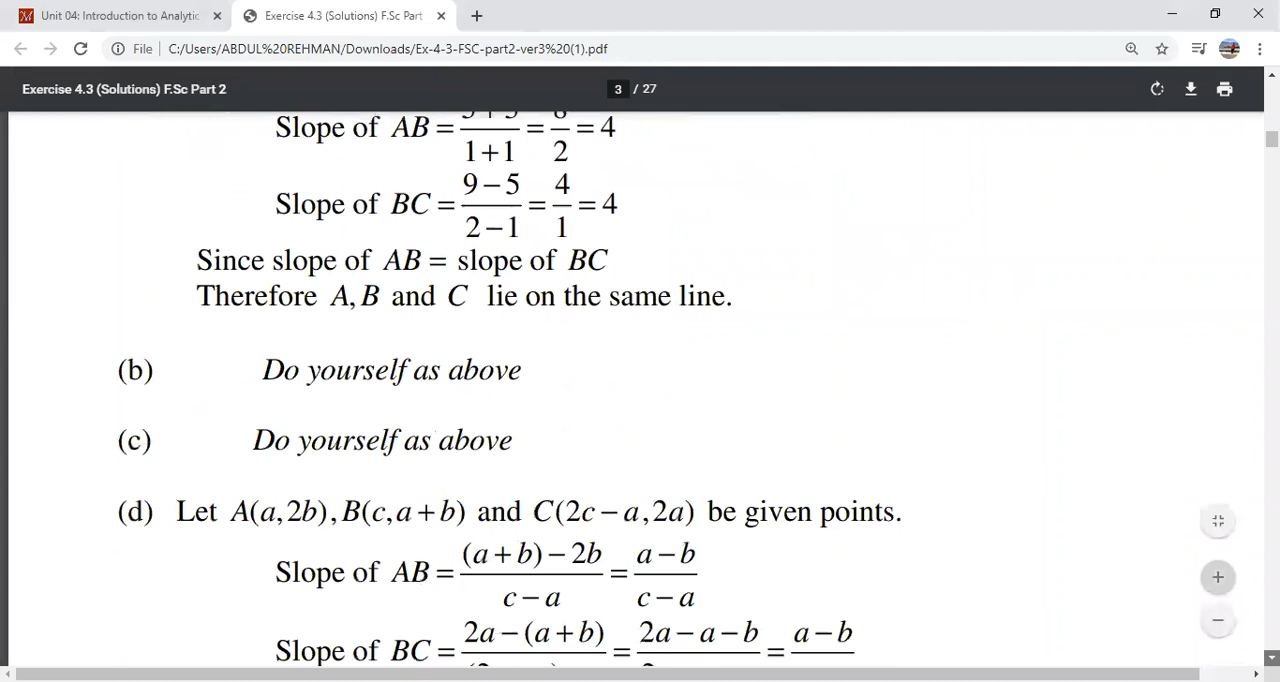 Unit 04: Introduction to Analytic
Exercise 4.3 (Solutions) F.Sc Part
File | C:/Users/ABDUL%20REHMAN/Downloads/Ex-4-3-FSC-part2-ver3%20(1).pdf
Exercise 4.3 (Solutions) F.Sc Part 2
3 / 27
Slope of AB = 5+3/1+1 = 8/2 = 4
Slope of BC = 9−5/2−1 = 4/1 = 4
Since slope of AB = slope of BC
Therefore A, B and C lie on the same line.
(b) Do yourself as above
(c) Do yourself as above
(d) Let A(a,2b), B(c,a+b) and C(2c−a,2a) be given points.
Slope of AB = (a+b)−2b/c−a = a−b/c−a
Slope of BC = 2a−(a+b) = 2a−a−b = a−b